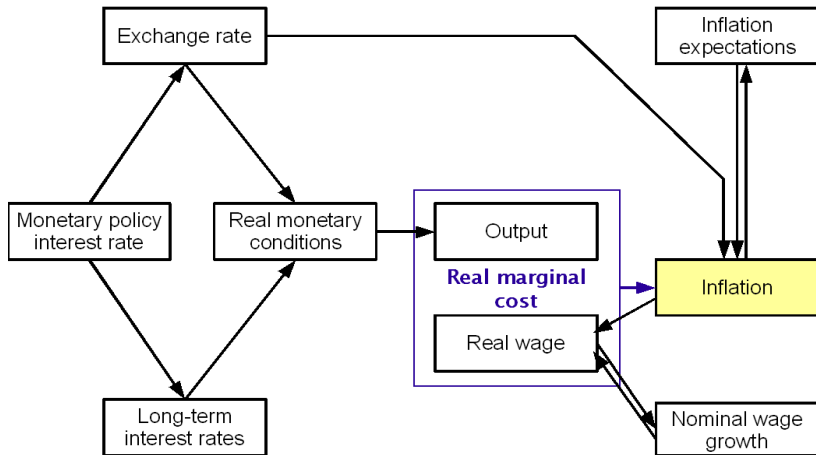 Exchange rate
Inflation
expectations
Monetary policy
interest rate
Real monetary
conditions
Output
Real marginal
cost
Inflation
Real wage
Long-term
interest rates
Nominal wage
growth